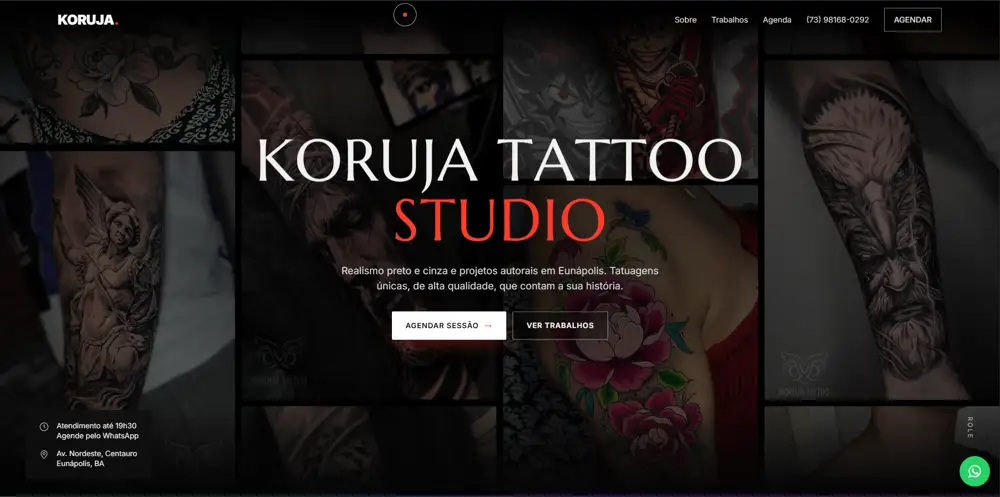 KORUJA.
Sobre
Trabalhos
Agenda
(73) 98168-0292
AGENDAR
KORUJA TATTOO
STUDIO
Realismo preto e cinza e projetos autorais em Eunápolis. Tatuagens
únicas, de alta qualidade, que contam a sua história.
AGENDAR SESSÃO →
VER TRABALHOS
Atendimento até 19h30
Agende pelo WhatsApp
Av. Nordeste, Centauro
Eunápolis, BA
ROLE